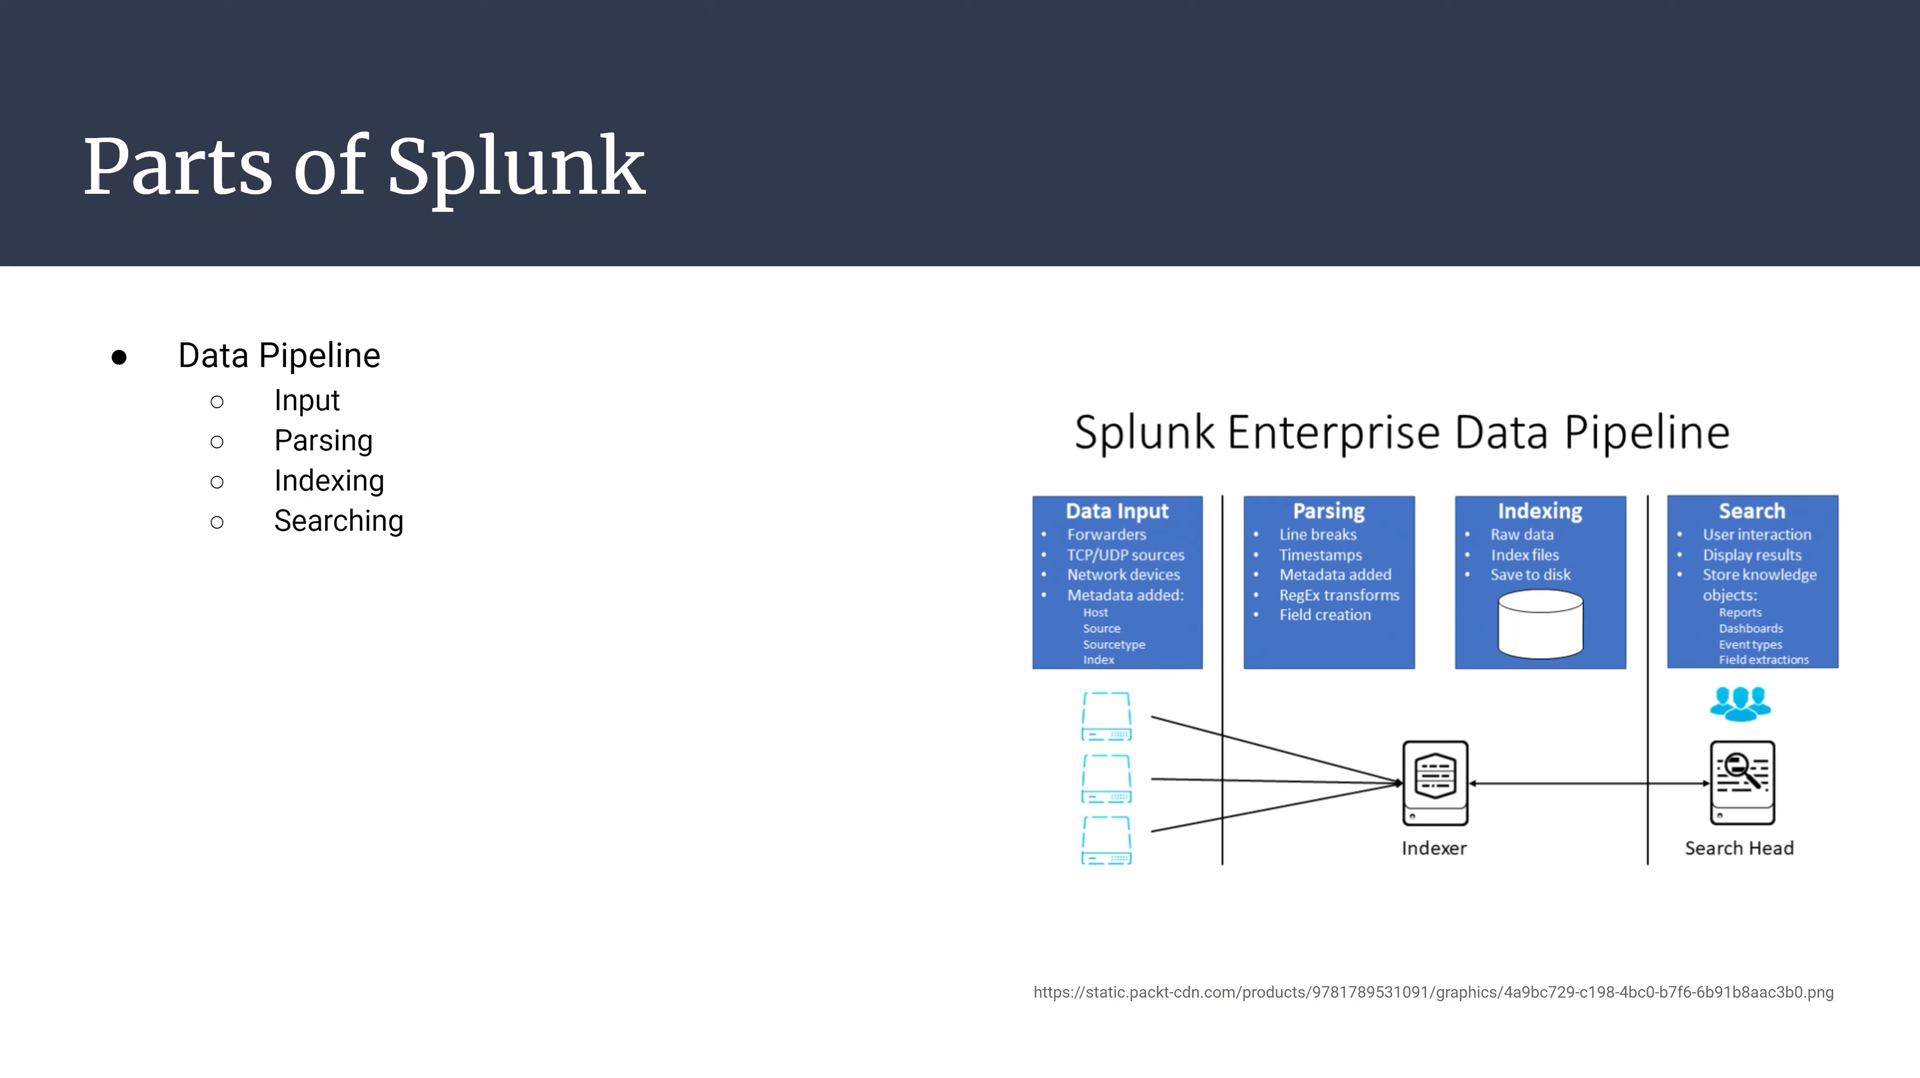 Parts of Splunk
● Data Pipeline
○ Input
○ Parsing
○ Indexing
○ Searching
Splunk Enterprise Data Pipeline
Data Input
• Forwarders
• TCP/UDP sources
• Network devices
• Metadata added:
Host
Source
Sourcetype
Index
Parsing
• Line breaks
• Timestamps
• Metadata added
• RegEx transforms
• Field creation
Indexing
• Raw data
• Index files
• Save to disk
Search
• User interaction
• Display results
• Store knowledge
objects:
Reports
Dashboards
Event types
Field extractions
Indexer
Search Head
https://static.packt-cdn.com/products/9781789531091/graphics/4a9bc729-c198-4bc0-b7f6-6b91b8aac3b0.png